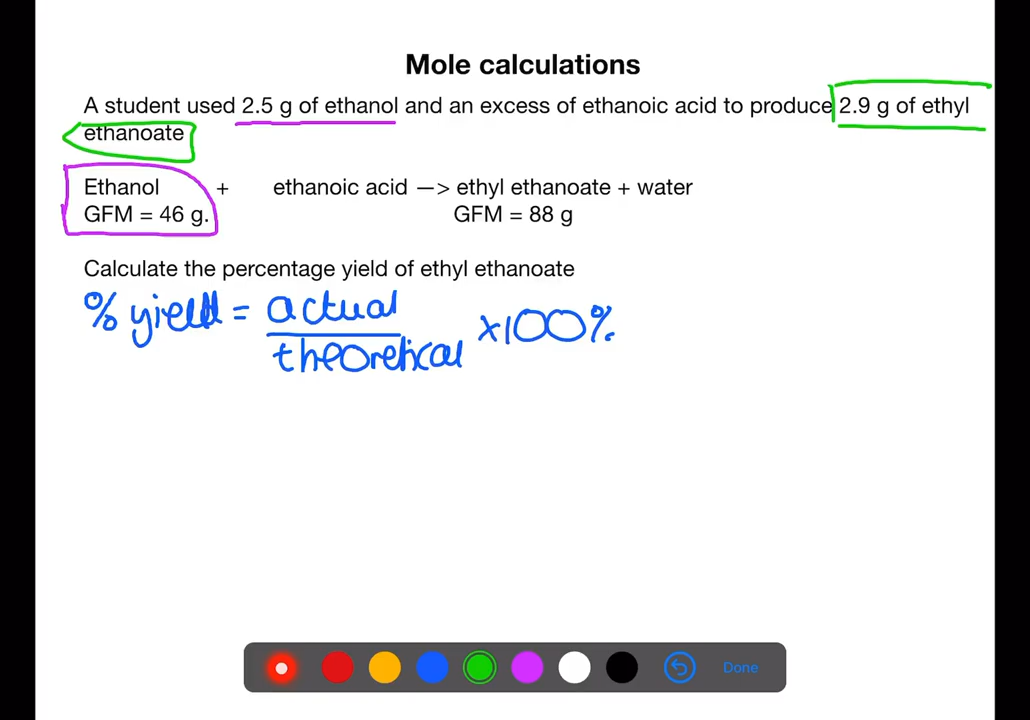 Mole calculations
A student used 2.5 g of ethanol and an excess of ethanoic acid to produce 2.9 g of ethyl
ethanoate
Ethanol + ethanoic acid —> ethyl ethanoate + water
GFM = 46 g. GFM = 88 g
Calculate the percentage yield of ethyl ethanoate
% yield = actual
theoretical ×100%
Done